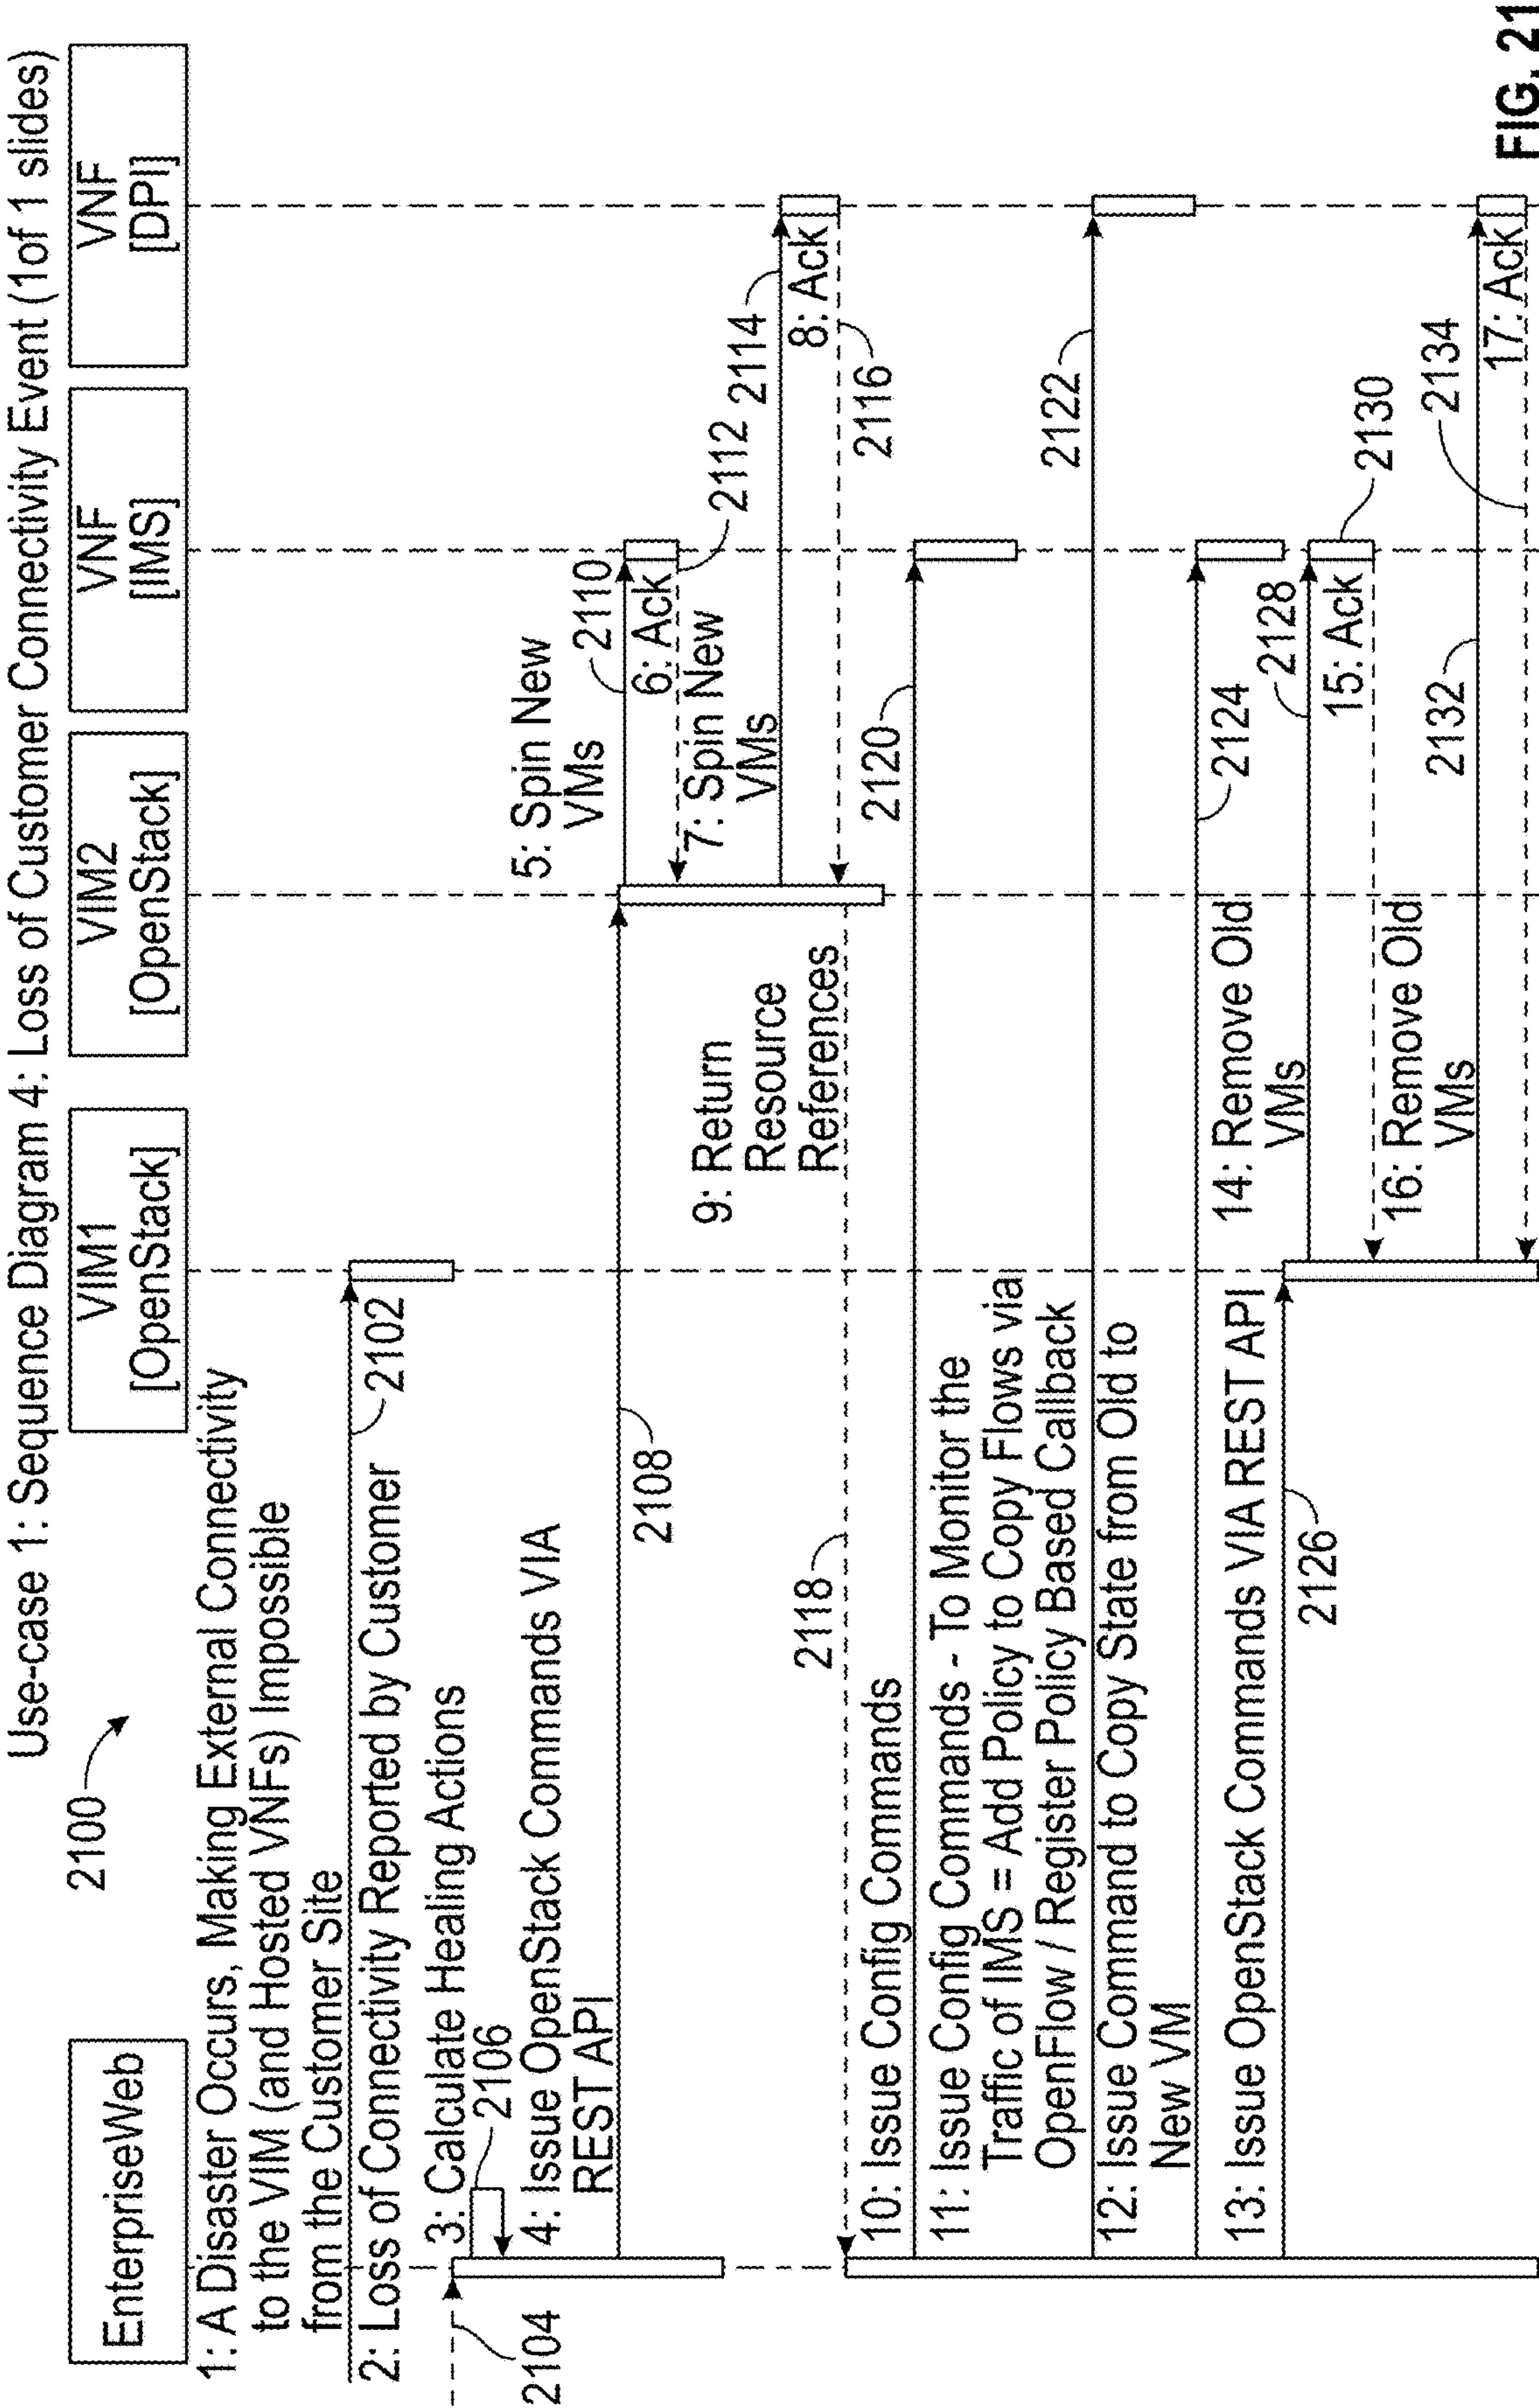 Use-case 1: Sequence Diagram 4: Loss of Customer Connectivity Event (1of 1 slides)
2100
EnterpriseWeb
VIM1
[OpenStack]
VIM2
[OpenStack]
VNF
[IMS]
VNF
[DPI]
1: A Disaster Occurs, Making External Connectivity
to the VIM (and Hosted VNFs) Impossible
from the Customer Site
2102
2: Loss of Connectivity Reported by Customer
2104
3: Calculate Healing Actions
2106
4: Issue OpenStack Commands VIA
REST API
2108
5: Spin New
VMs
2110
6: Ack
2112
7: Spin New
VMs
2114
8: Ack
2116
9: Return
Resource
References
2118
10: Issue Config Commands
2120
11: Issue Config Commands - To Monitor the
Traffic of IMS = Add Policy to Copy Flows via
OpenFlow / Register Policy Based Callback
2122
12: Issue Command to Copy State from Old to
New VM
2124
13: Issue OpenStack Commands VIA REST API
2126
14: Remove Old
VMs
2128
15: Ack
2130
16: Remove Old
VMs
2132
17: Ack
2134
FIG. 21